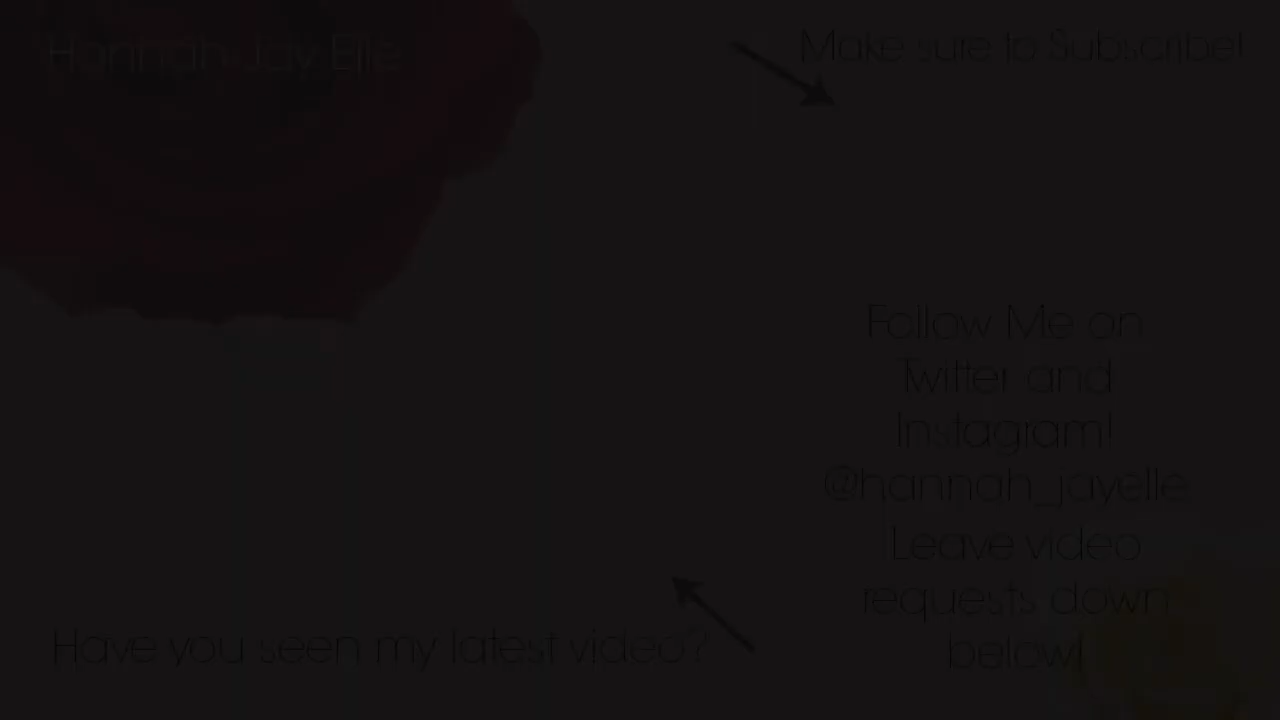 Hannah Jay Elle
Make sure to Subscribe!
Follow Me on
Twitter and
Instagram!
@hannah_jayelle
Leave video
requests down
below!
Have you seen my latest video?